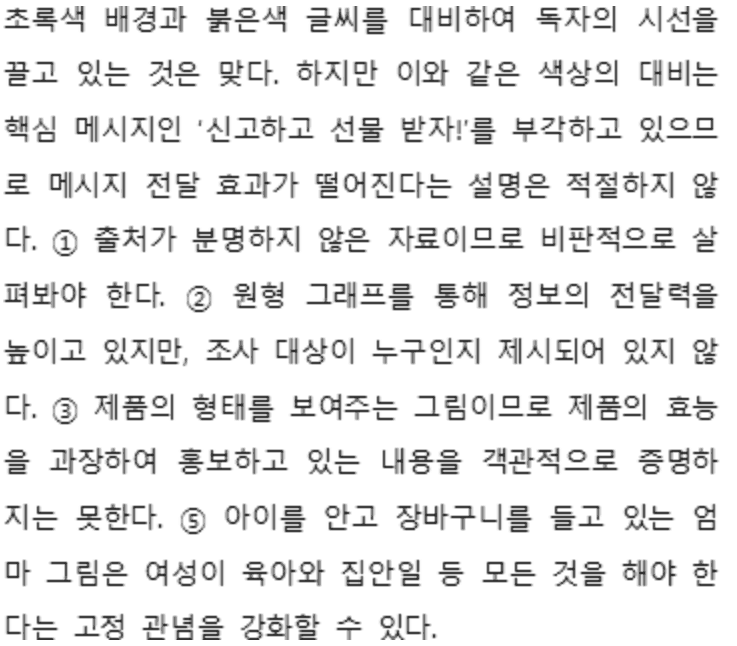 초록색 배경과 붉은색 글씨를 대비하여 독자의 시선을
끌고 있는 것은 맞다. 하지만 이와 같은 색상의 대비는
핵심 메시지인 ‘신고하고 선물 받자!’를 부각하고 있으므
로 메시지 전달 효과가 떨어진다는 설명은 적절하지 않
다. ① 출처가 분명하지 않은 자료이므로 비판적으로 살
펴봐야 한다. ② 원형 그래프를 통해 정보의 전달력을
높이고 있지만, 조사 대상이 누구인지 제시되어 있지 않
다. ③ 제품의 형태를 보여주는 그림이므로 제품의 효능
을 과장하여 홍보하고 있는 내용을 객관적으로 증명하
지는 못한다. ⑤ 아이를 안고 장바구니를 들고 있는 엄
마 그림은 여성이 육아와 집안일 등 모든 것을 해야 한
다는 고정 관념을 강화할 수 있다.